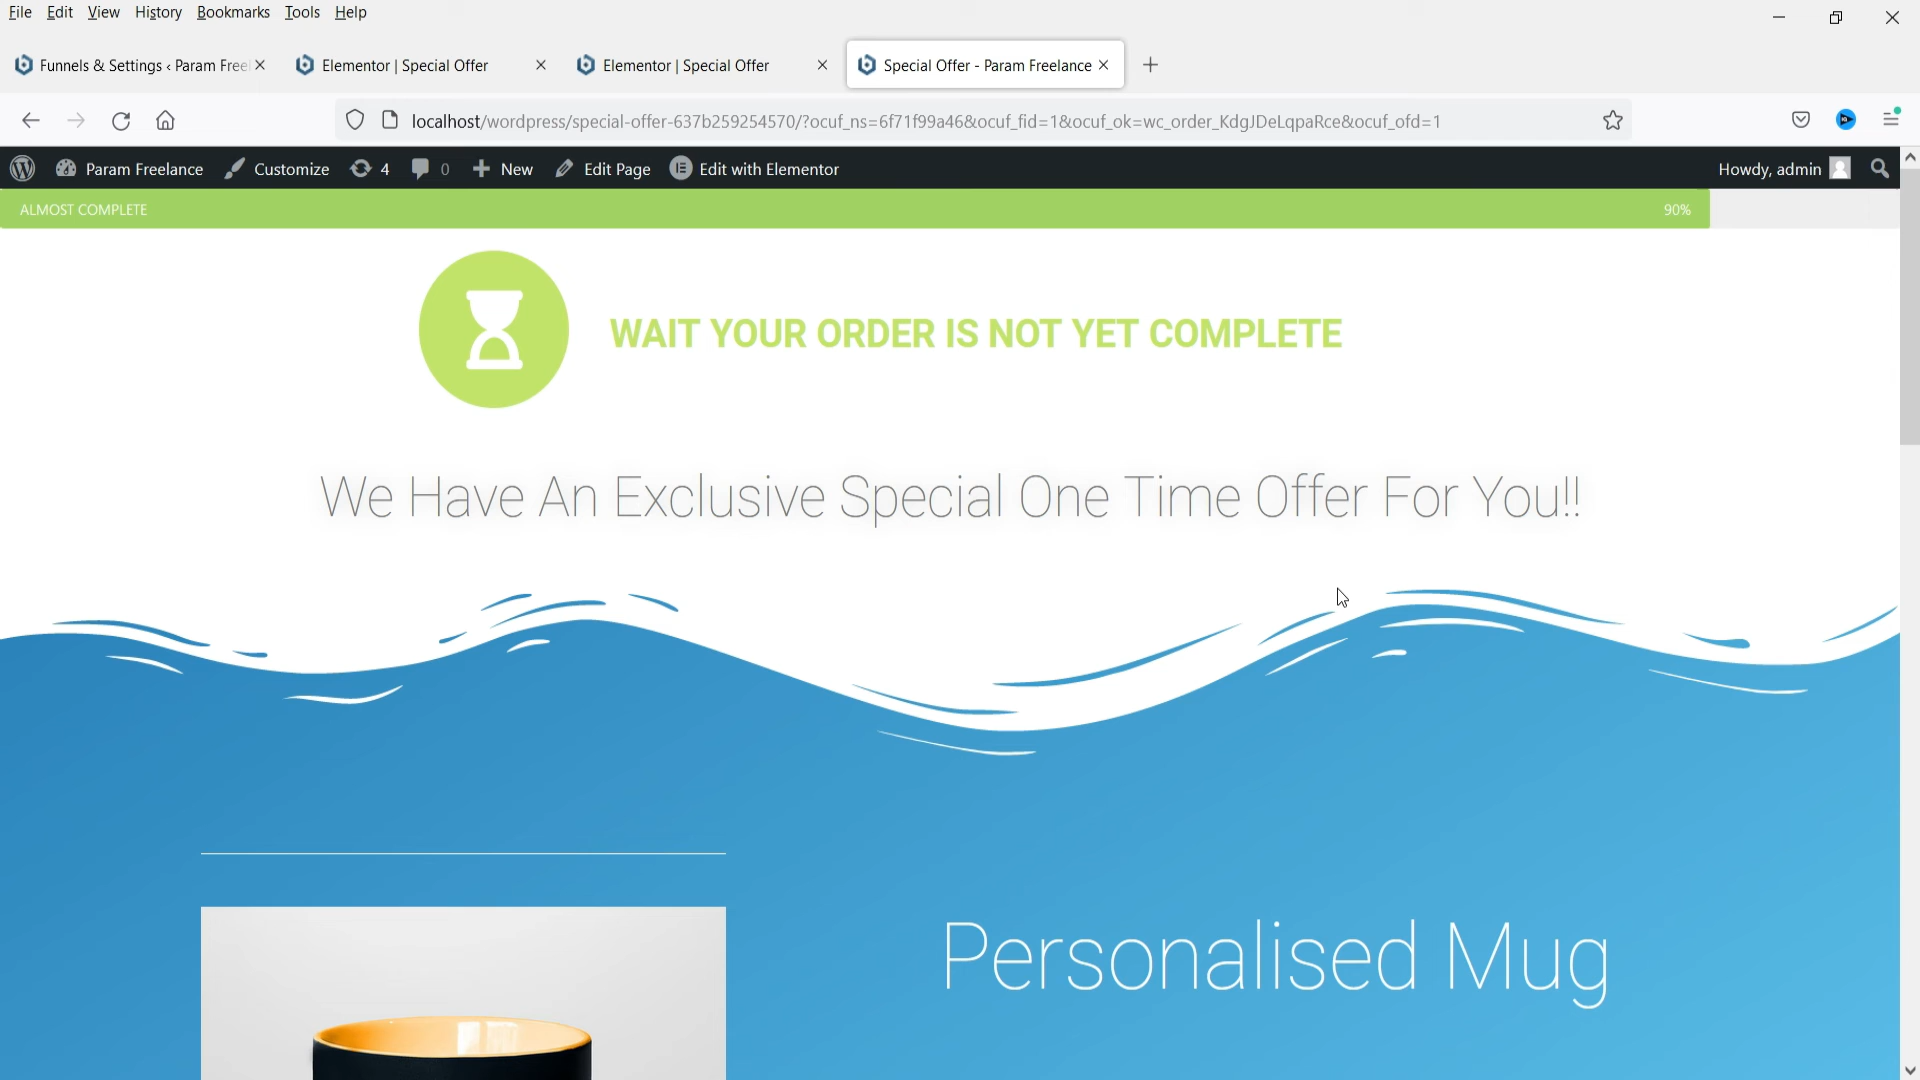 File Edit View History Bookmarks Tools Help
Funnels & Settings ‹ Param Free
Elementor | Special Offer
Elementor | Special Offer
Special Offer - Param Freelance
localhost/wordpress/special-offer-637b259254570/?ocuf_ns=6f71f99a46&ocuf_fid=1&ocuf_ok=wc_order_KdgJDeLqpaRce&ocuf_ofd=1
Param Freelance Customize 4 0 New Edit Page Edit with Elementor Howdy, admin
ALMOST COMPLETE 90%
WAIT YOUR ORDER IS NOT YET COMPLETE
We Have An Exclusive Special One Time Offer For You!!
Personalised Mug